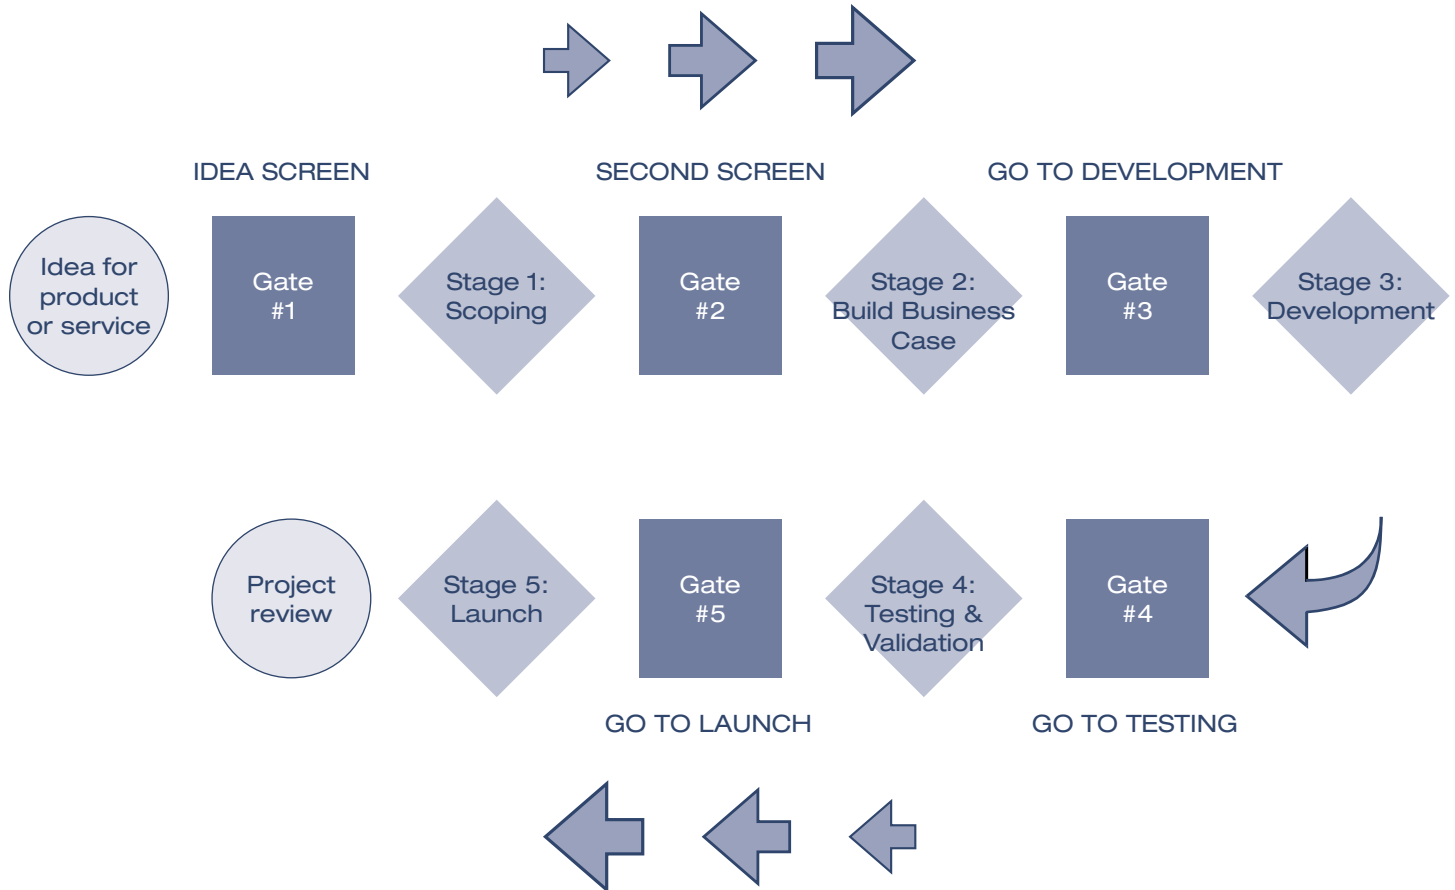 IDEA SCREEN
SECOND SCREEN
GO TO DEVELOPMENT
Idea for
product
or service
Gate
#1
Stage 1:
Scoping
Gate
#2
Stage 2:
Build Business
Case
Gate
#3
Stage 3:
Development
Project
review
Stage 5:
Launch
Gate
#5
Stage 4:
Testing &
Validation
Gate
#4
GO TO LAUNCH
GO TO TESTING